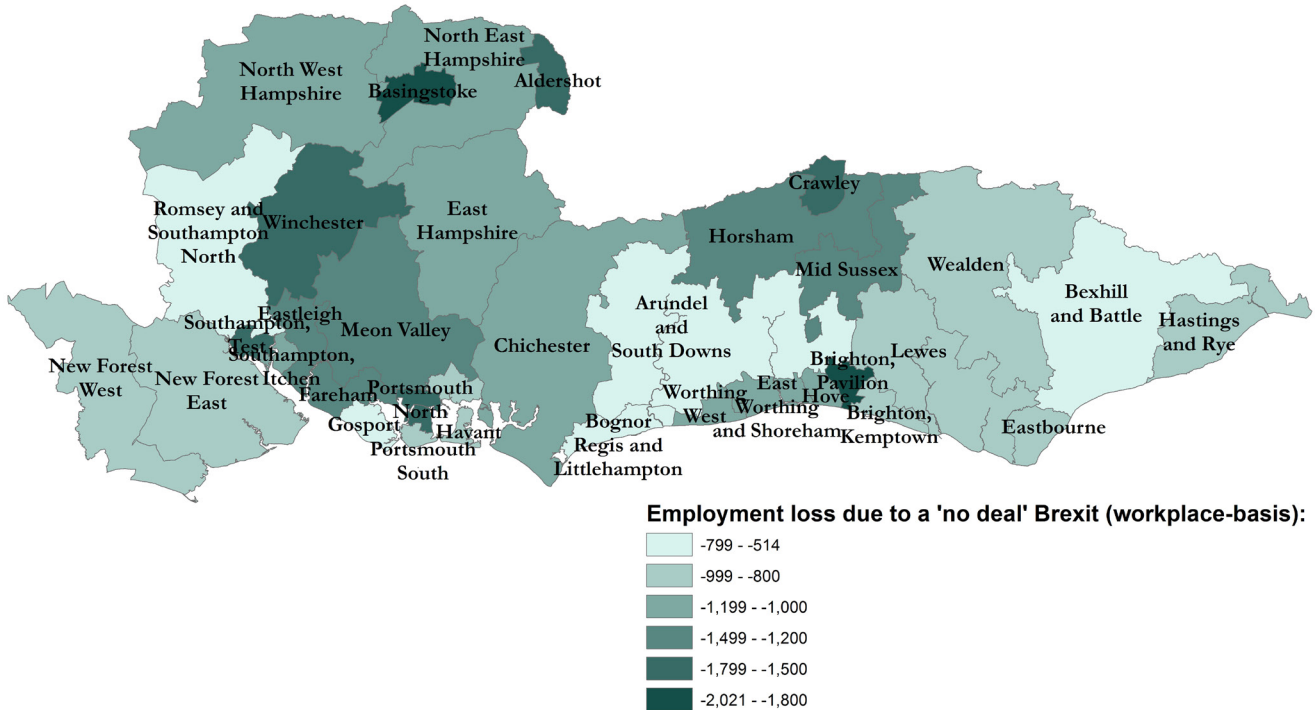 North East
Hampshire
North West
Hampshire
Basingstoke
Aldershot
Crawley
Romsey and
Southampton
North
Winchester
East
Hampshire
Horsham
Mid Sussex
Wealden
Bexhill
and Battle
Hastings
and Rye
Eastleigh
Southampton,
Test
Southampton,
Itchen
Meon Valley
Chichester
Arundel
and
South Downs
Lewes
New Forest
West
New Forest
East
Fareham
Portsmouth
North
Gosport
Havant
Portsmouth
South
Bognor
Regis and
Littlehampton
Worthing
West
East
Worthing
and Shoreham
Hove
Brighton,
Pavilion
Brighton,
Kemptown
Eastbourne
Employment loss due to a 'no deal' Brexit (workplace-basis):
-799 - -514
-999 - -800
-1,199 - -1,000
-1,499 - -1,200
-1,799 - -1,500
-2,021 - -1,800